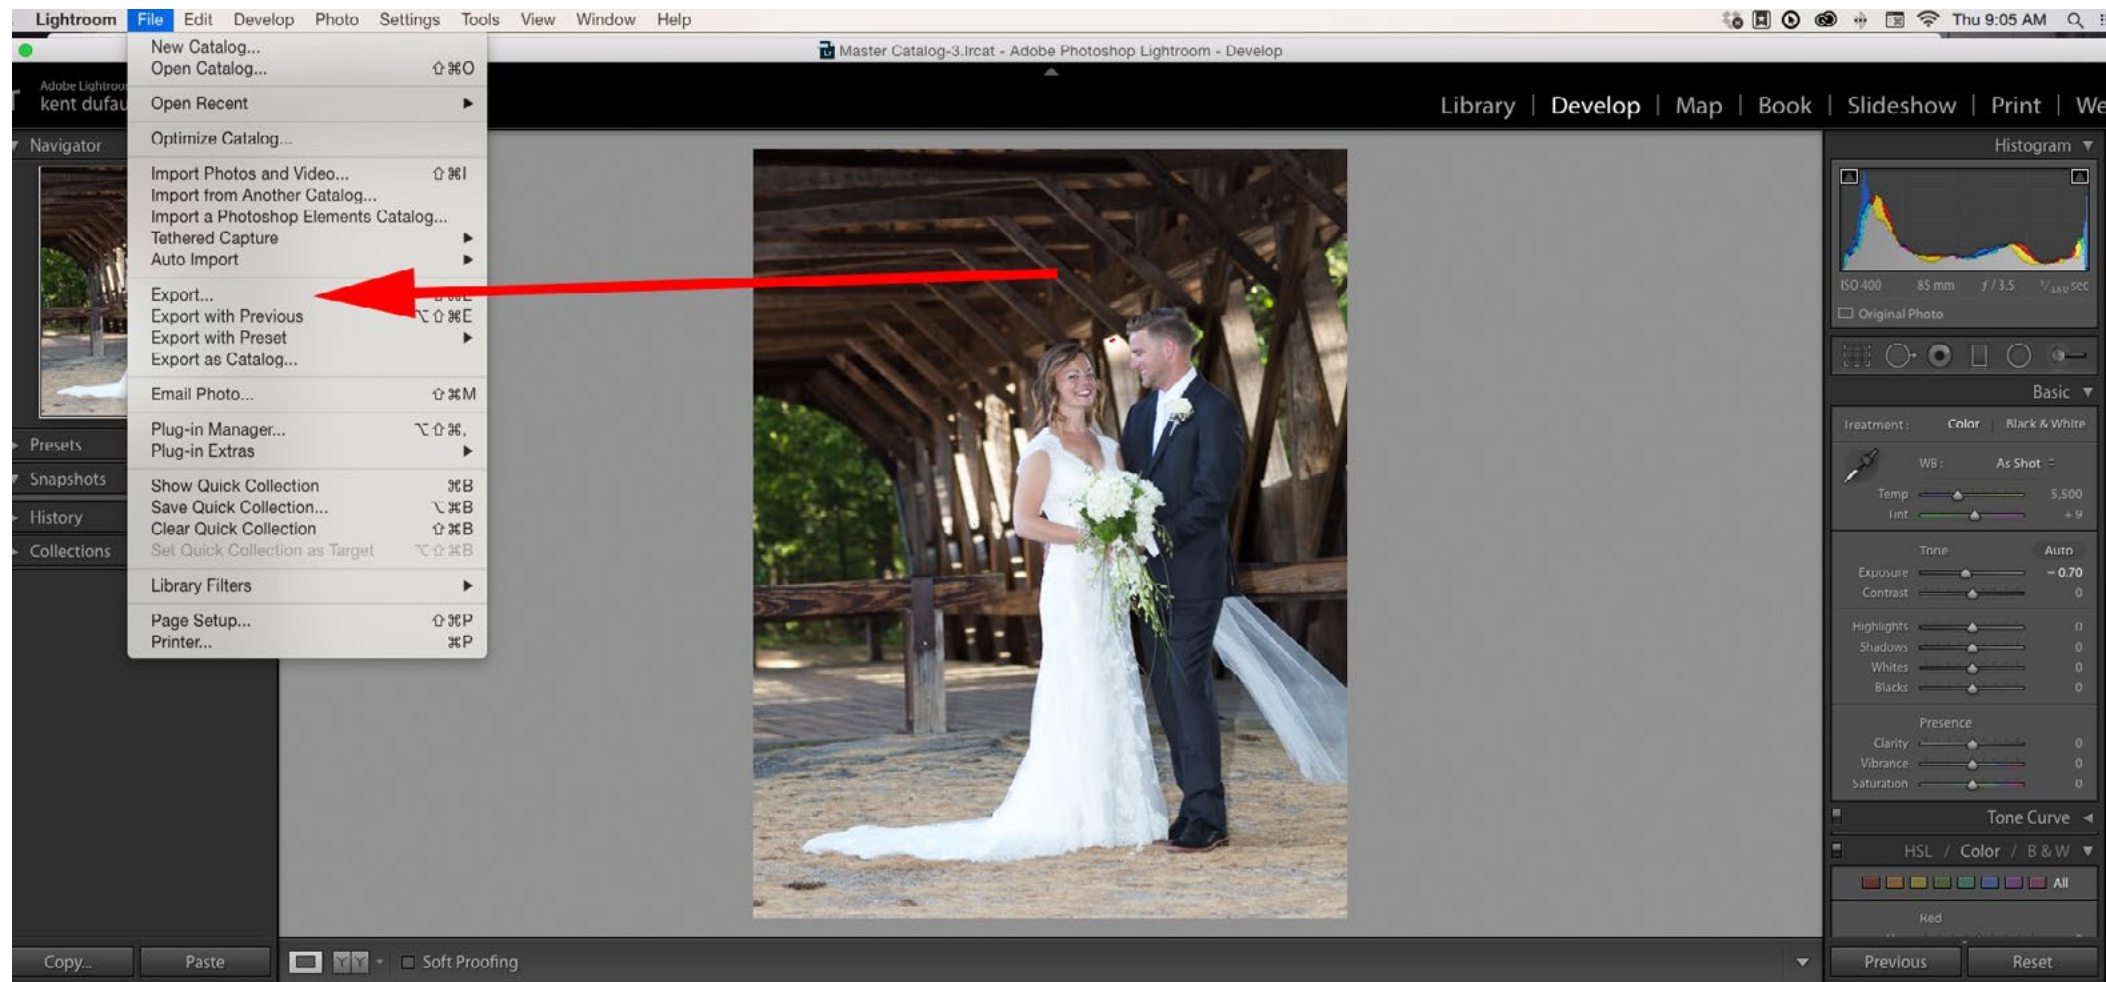 Lightroom File Edit Develop Photo Settings Tools View Window Help
Thu 9:05 AM
Master Catalog-3.lrcat - Adobe Photoshop Lightroom - Develop
kent
Library | Develop | Map | Book | Slideshow | Print |
Navigator
Presets
Snapshots
History
Collections
New Catalog...
Open Catalog... ⇧⌘O
Open Recent
Optimize Catalog...
Import Photos and Video... ⇧⌘I
Import from Another Catalog...
Import a Photoshop Elements Catalog...
Tethered Capture
Auto Import
Export...
Export with Previous ⌥⇧⌘E
Export with Preset
Export as Catalog...
Email Photo... ⇧⌘M
Plug-in Manager... ⌥⇧⌘,
Plug-in Extras
Show Quick Collection ⌘B
Save Quick Collection... ⌥⌘B
Clear Quick Collection ⇧⌘B
Set Quick Collection as Target ⌥⇧⌘B
Library Filters
Page Setup... ⇧⌘P
Printer... ⌘P
Histogram
ISO 400 85 mm f / 3.5 1/180 sec
Original Photo
Basic
Treatment : Color Black & White
WB : As Shot
Temp 5,500
Tint + 9
Tone Auto
Exposure – 0.70
Contrast 0
Highlights 0
Shadows 0
Whites 0
Blacks 0
Presence
Clarity 0
Vibrance 0
Saturation 0
Tone Curve
HSL / Color / B & W
All
Red
Copy... Paste
Y Y
Soft Proofing
Previous Reset